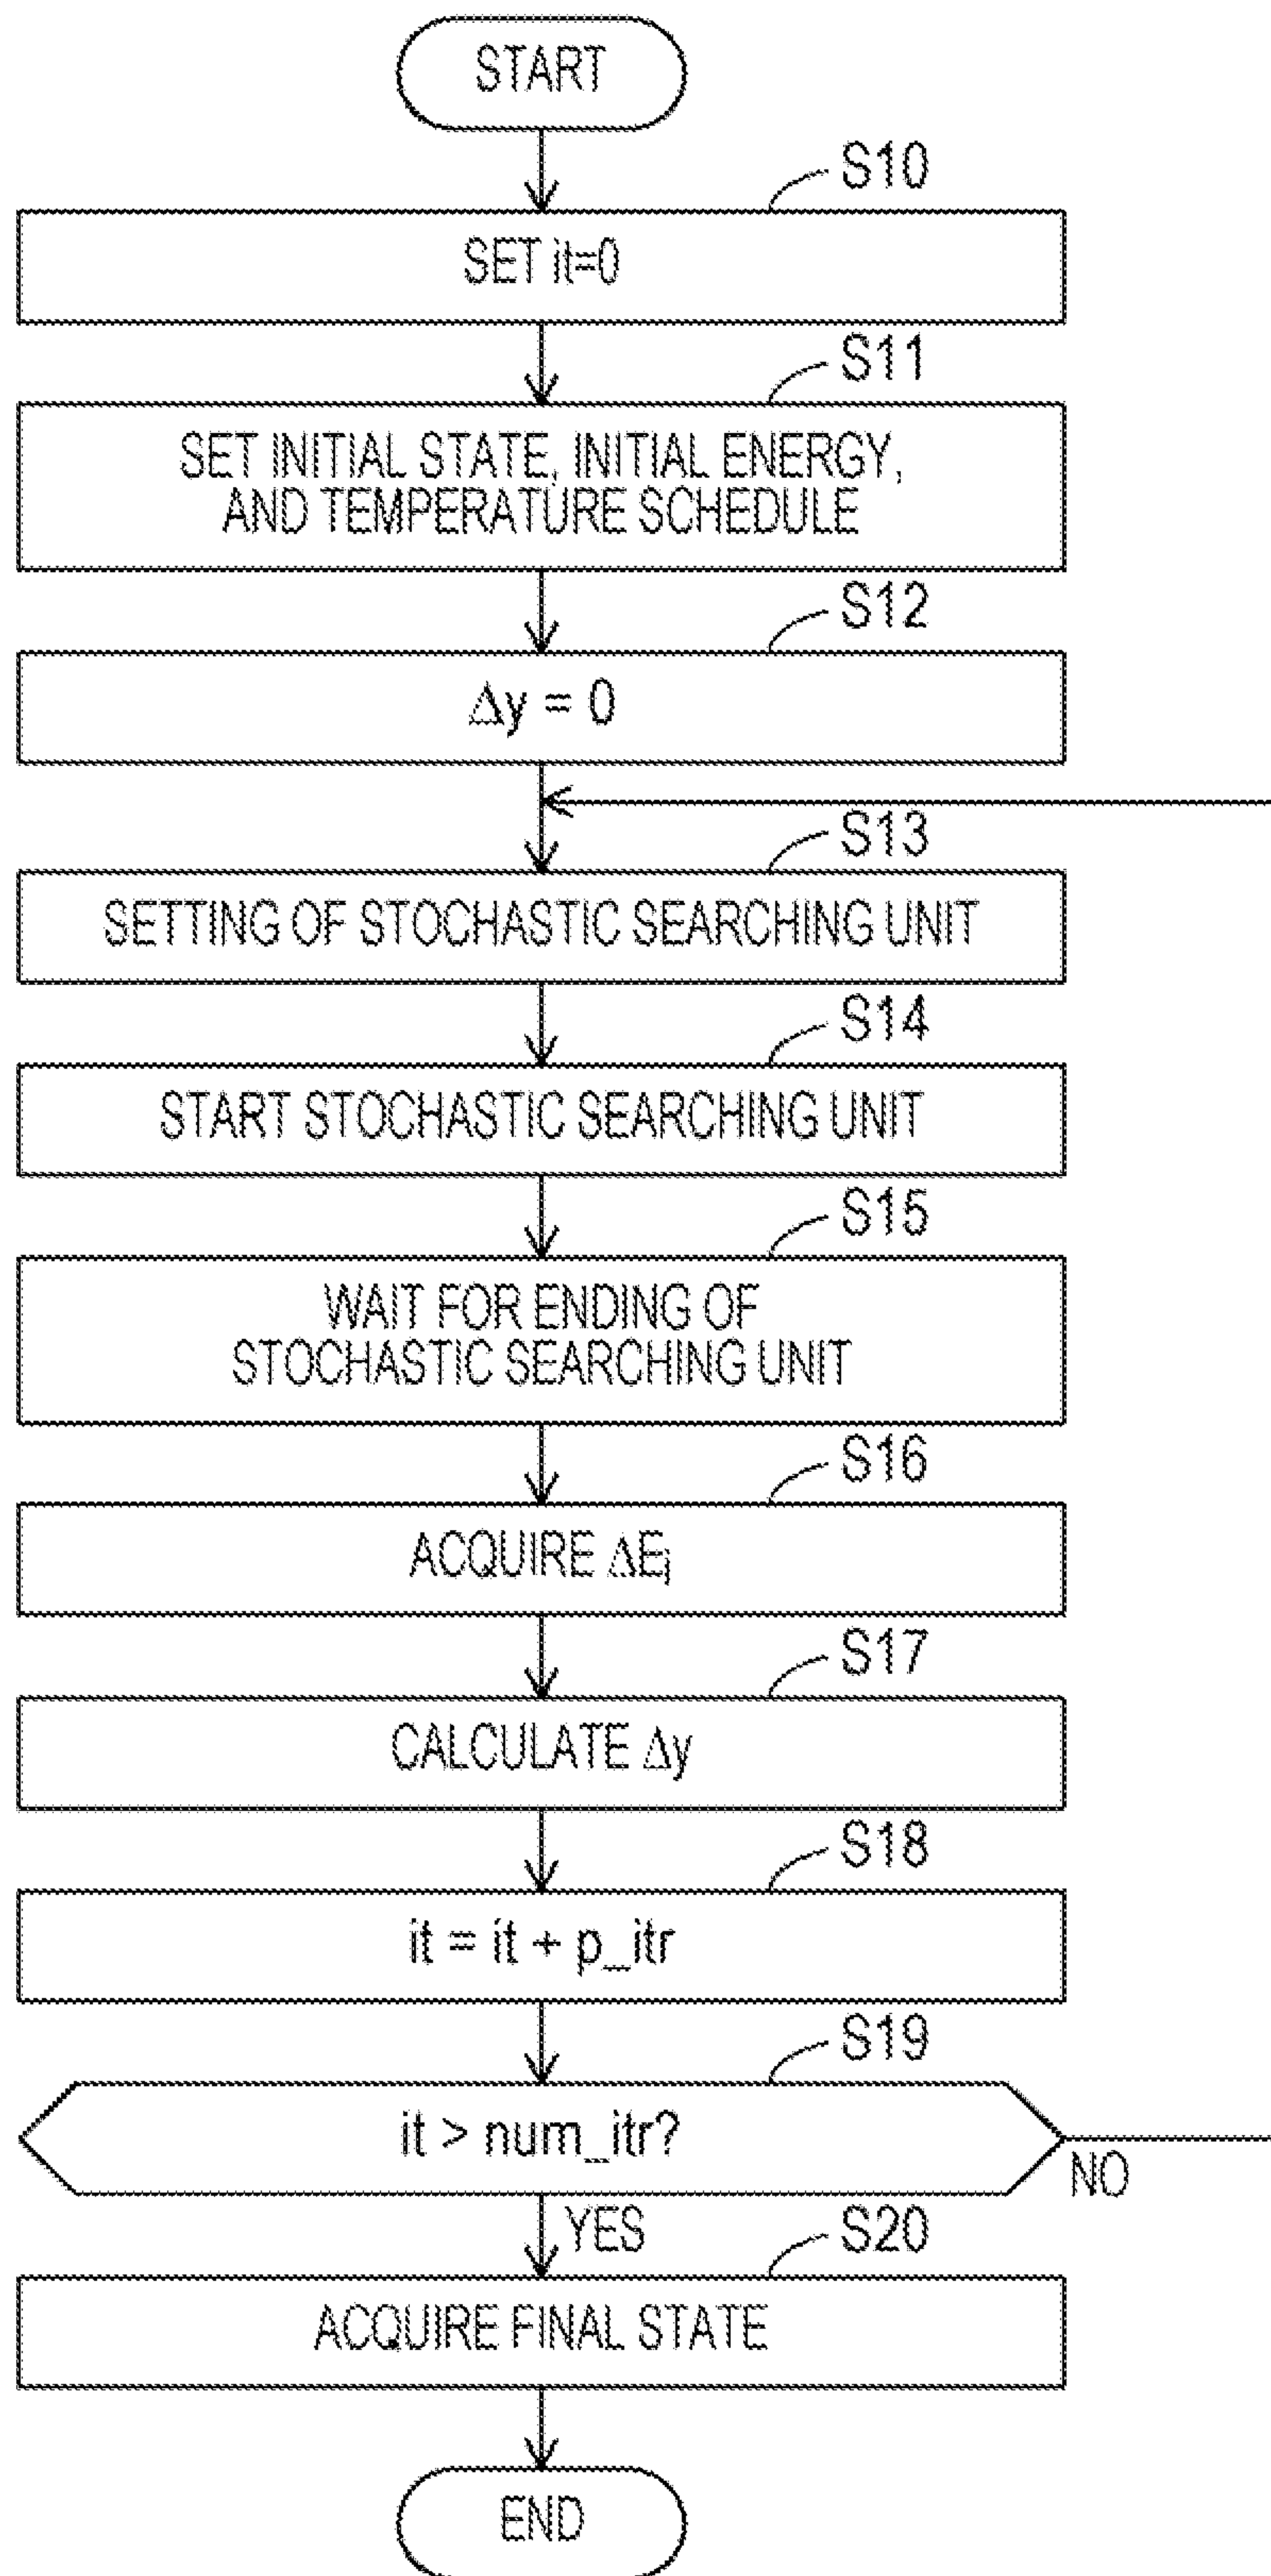 START
S10
SET it=0
S11
SET INITIAL STATE, INITIAL ENERGY,
AND TEMPERATURE SCHEDULE
S12
Δy = 0
S13
SETTING OF STOCHASTIC SEARCHING UNIT
S14
START STOCHASTIC SEARCHING UNIT
S15
WAIT FOR ENDING OF
STOCHASTIC SEARCHING UNIT
S16
ACQUIRE ΔEj
S17
CALCULATE Δy
S18
it = it + p_itr
S19
it > num_itr?
NO
YES
S20
ACQUIRE FINAL STATE
END